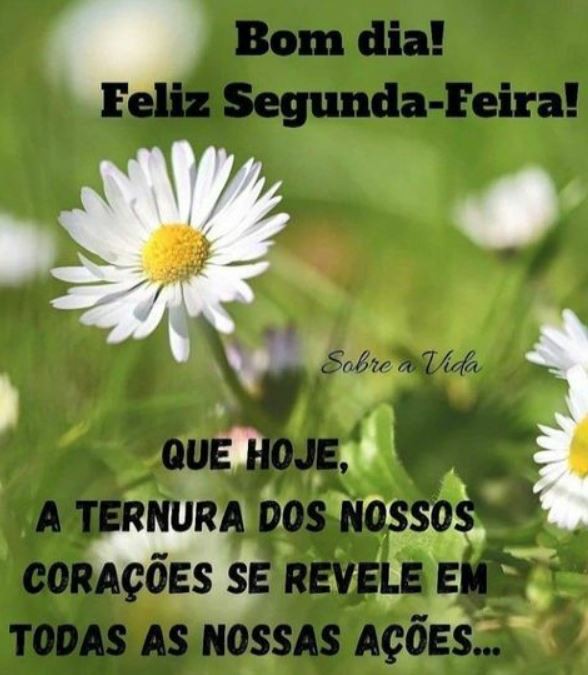 Bom dia!
Feliz Segunda-Feira!
Sobre a Vida
QUE HOJE,
A TERNURA DOS NOSSOS
CORAÇÕES SE REVELE EM
TODAS AS NOSSAS AÇÕES...